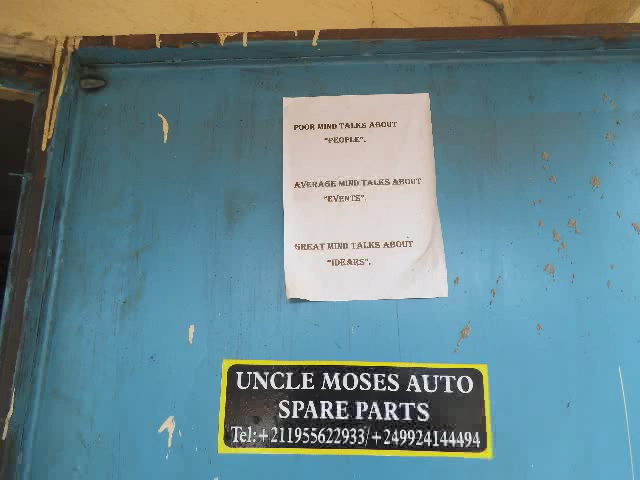 POOR MIND TALKS ABOUT
"PEOPLE".
AVERAGE MIND TALKS ABOUT
"EVENTS".
GREAT MIND TALKS ABOUT
"IDEARS".
UNCLE MOSES AUTO
SPARE PARTS
Tel:+211955622933/+249924144494